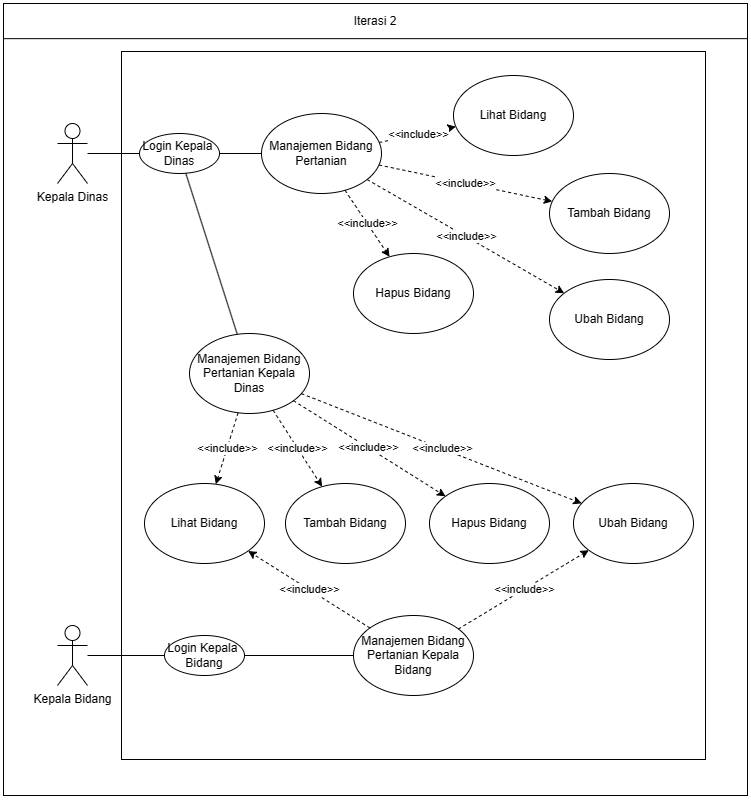 Iterasi 2
Lihat Bidang
<<include>>
Login Kepala
Dinas
Manajemen Bidang
Pertanian
Kepala Dinas
<<include>>
Tambah Bidang
<<include>>
<<include>>
Hapus Bidang
Ubah Bidang
Manajemen Bidang
Pertanian Kepala
Dinas
<<include>>
<<include>>
<<include>>
<<include>>
Lihat Bidang
Tambah Bidang
Hapus Bidang
Ubah Bidang
<<include>>
<<include>>
Login Kepala
Bidang
Manajemen Bidang
Pertanian Kepala
Bidang
Kepala Bidang